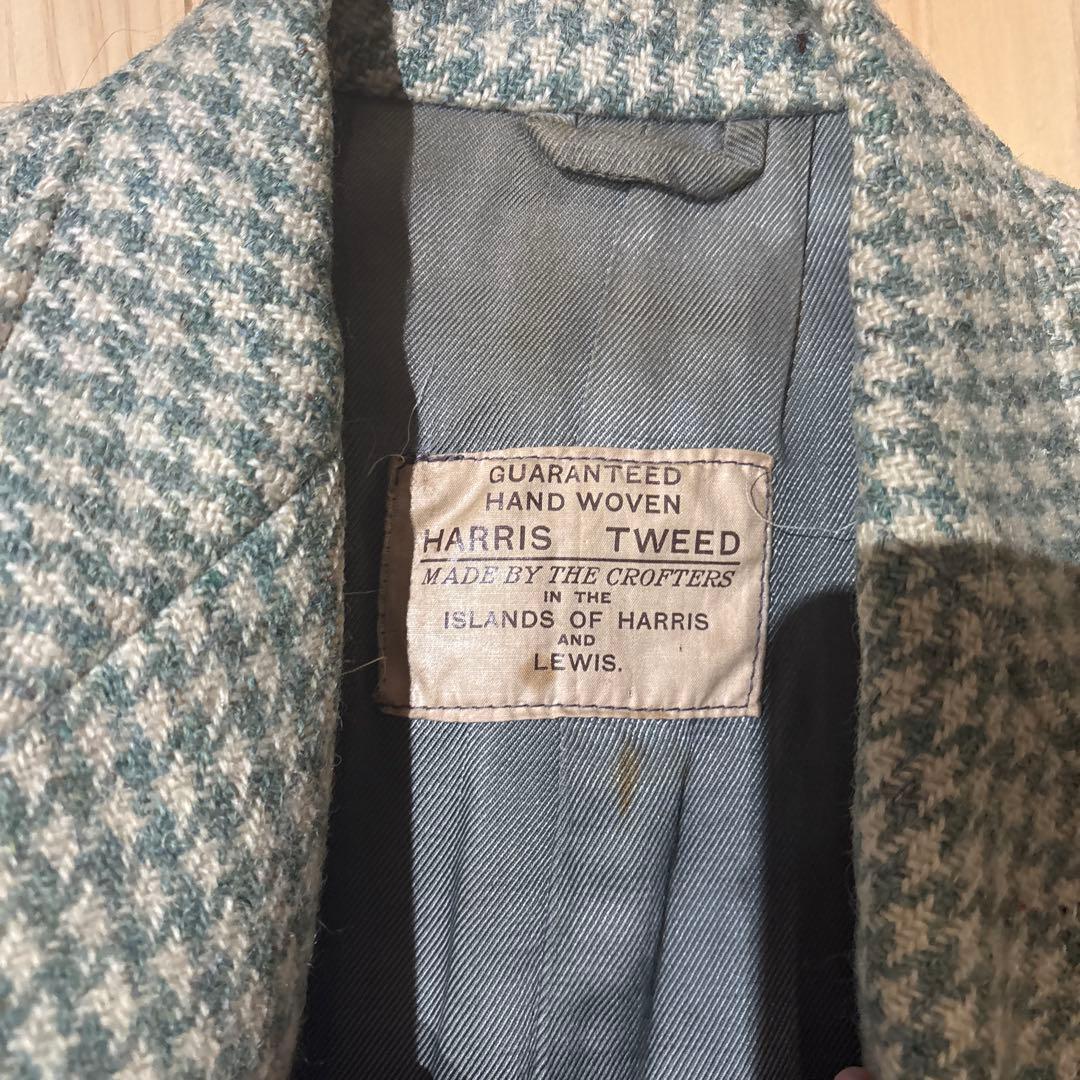 GUARANTEED
HAND WOVEN
HARRIS TWEED
MADE BY THE CROFTERS
IN THE
ISLANDS OF HARRIS
AND
LEWIS.